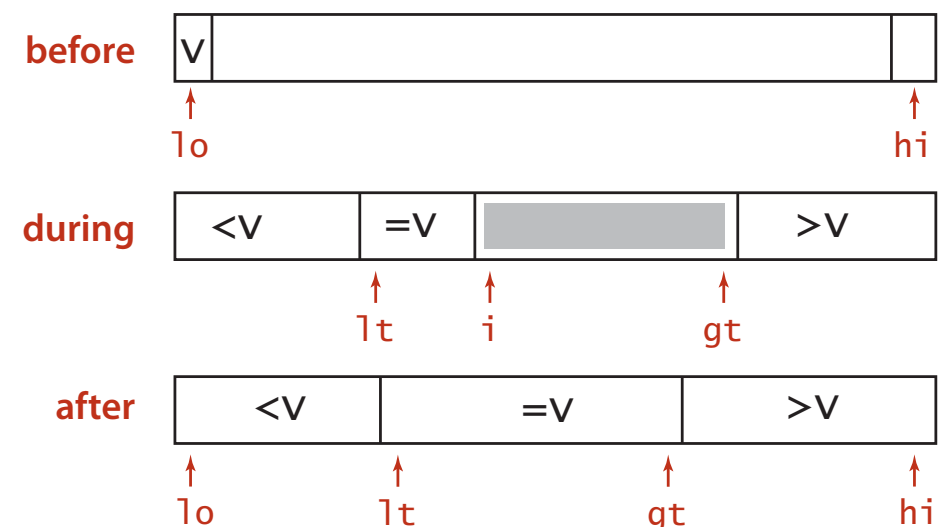 before V
lo hi
during <V =V >V
lt i gt
after <V =V >V
lo lt gt hi